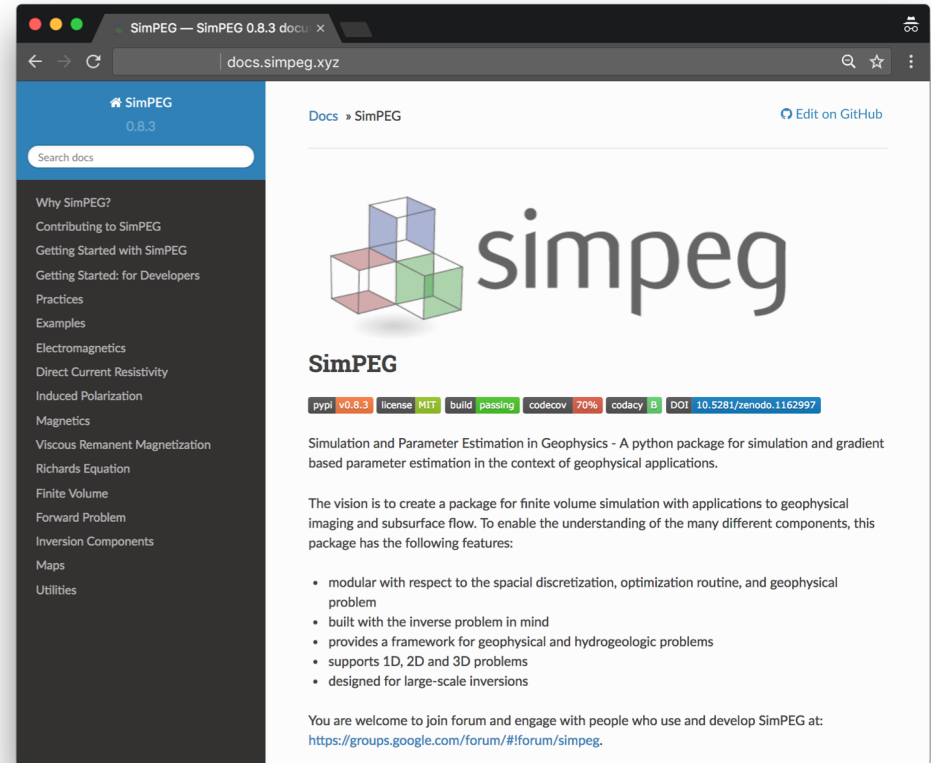 SimPEG — SimPEG 0.8.3 docu
docs.simpeg.xyz
SimPEG
0.8.3
Search docs
Why SimPEG?
Contributing to SimPEG
Getting Started with SimPEG
Getting Started: for Developers
Practices
Examples
Electromagnetics
Direct Current Resistivity
Induced Polarization
Magnetics
Viscous Remanent Magnetization
Richards Equation
Finite Volume
Forward Problem
Inversion Components
Maps
Utilities
Docs » SimPEG
Edit on GitHub
simpeg
SimPEG
pypi v0.8.3 license MIT build passing codecov 70% codacy B DOI 10.5281/zenodo.1162997
Simulation and Parameter Estimation in Geophysics - A python package for simulation and gradient
based parameter estimation in the context of geophysical applications.
The vision is to create a package for finite volume simulation with applications to geophysical
imaging and subsurface flow. To enable the understanding of the many different components, this
package has the following features:
• modular with respect to the spacial discretization, optimization routine, and geophysical
problem
• built with the inverse problem in mind
• provides a framework for geophysical and hydrogeologic problems
• supports 1D, 2D and 3D problems
• designed for large-scale inversions
You are welcome to join forum and engage with people who use and develop SimPEG at:
https://groups.google.com/forum/#!forum/simpeg.